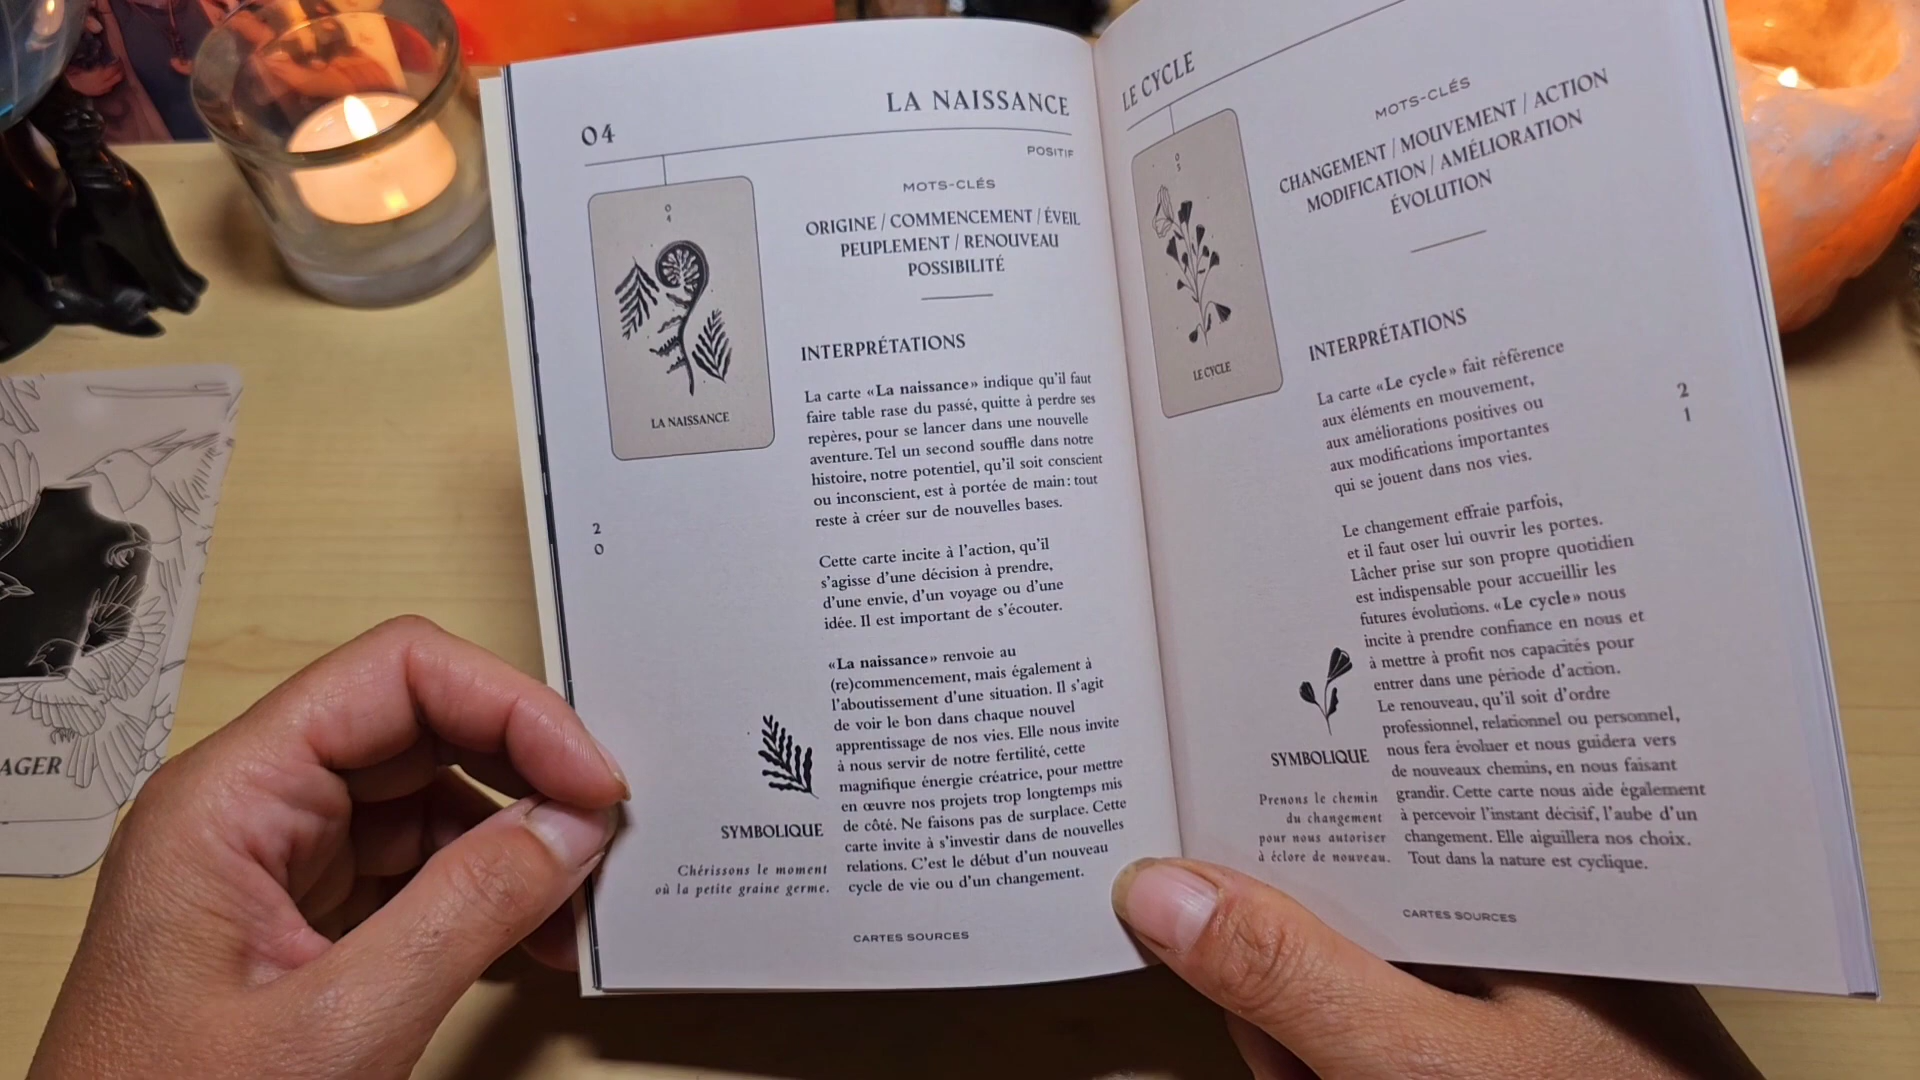 LA NAISSANCE
04
POSITIF
0
4
LA NAISSANCE
MOTS-CLÉS
ORIGINE / COMMENCEMENT / ÉVEIL
PEUPLEMENT / RENOUVEAU
POSSIBILITÉ
INTERPRÉTATIONS
La carte «La naissance» indique qu'il faut
faire table rase du passé, quitte à perdre ses
repères, pour se lancer dans une nouvelle
aventure. Tel un second souffle dans notre
histoire, notre potentiel, qu'il soit conscient
ou inconscient, est à portée de main : tout
reste à créer sur de nouvelles bases.
Cette carte incite à l'action, qu'il
s'agisse d'une décision à prendre,
d'une envie, d'un voyage ou d'une
idée. Il est important de s'écouter.
«La naissance» renvoie au
(re)commencement, mais également à
l'aboutissement d'une situation. Il s'agit
de voir le bon dans chaque nouvel
apprentissage de nos vies. Elle nous invite
à nous servir de notre fertilité, cette
magnifique énergie créatrice, pour mettre
en œuvre nos projets trop longtemps mis
de côté. Ne faisons pas de surplace. Cette
carte invite à s'investir dans de nouvelles
relations. C'est le début d'un nouveau
cycle de vie ou d'un changement.
2
0
SYMBOLIQUE
Chérissons le moment
où la petite graine germe.
CARTES SOURCES
LE CYCLE
0
5
LE CYCLE
MOTS-CLÉS
CHANGEMENT / MOUVEMENT / ACTION
MODIFICATION / AMÉLIORATION
ÉVOLUTION
INTERPRÉTATIONS
La carte «Le cycle» fait référence
aux éléments en mouvement,
aux améliorations positives ou
aux modifications importantes
qui se jouent dans nos vies.
Le changement effraie parfois,
et il faut oser lui ouvrir les portes.
Lâcher prise sur son propre quotidien
est indispensable pour accueillir les
futures évolutions. «Le cycle» nous
incite à prendre confiance en nous et
à mettre à profit nos capacités pour
entrer dans une période d'action.
Le renouveau, qu'il soit d'ordre
professionnel, relationnel ou personnel,
nous fera évoluer et nous guidera vers
de nouveaux chemins, en nous faisant
grandir. Cette carte nous aide également
à percevoir l'instant décisif, l'aube d'un
changement. Elle aiguillera nos choix.
Tout dans la nature est cyclique.
2
1
SYMBOLIQUE
Prenons le chemin
du changement
pour nous autoriser
à éclore de nouveau.
CARTES SOURCES
AGER